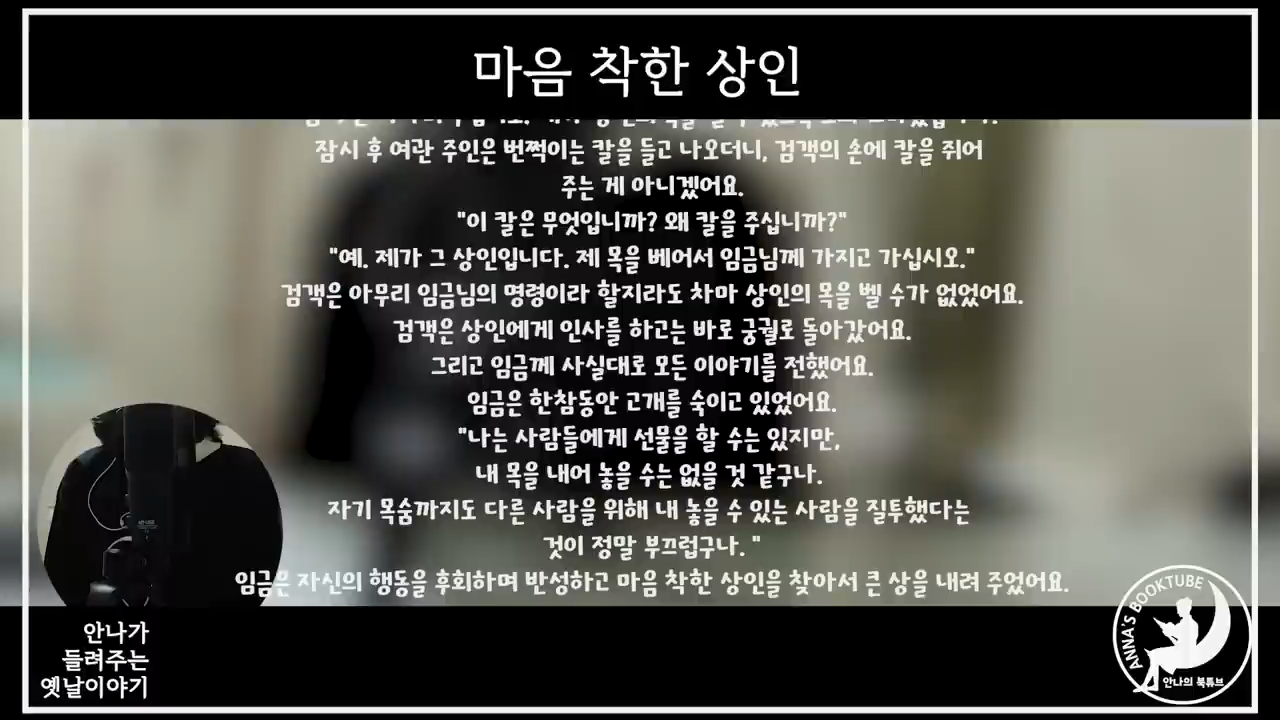 마음 착한 상인
잠시 후 여관 주인은 번쩍이는 칼을 들고 나오더니, 검객의 손에 칼을 쥐어
주는 게 아니겠어요.
"이 칼은 무엇입니까? 왜 칼을 주십니까?"
"예. 제가 그 상인입니다. 제 목을 베어서 임금님께 가지고 가십시오."
검객은 아무리 임금님의 명령이라 할지라도 차마 상인의 목을 벨 수가 없었어요.
검객은 상인에게 인사를 하고는 바로 궁궐로 돌아갔어요.
그리고 임금께 사실대로 모든 이야기를 전했어요.
임금은 한참동안 고개를 숙이고 있었어요.
"나는 사람들에게 선물을 할 수는 있지만,
내 목을 내어 놓을 수는 없을 것 같구나.
자기 목숨까지도 다른 사람을 위해 내 놓을 수 있는 사람을 질투했다는
것이 정말 부끄럽구나. "
임금은 자신의 행동을 후회하며 반성하고 마음 착한 상인을 찾아서 큰 상을 내려 주었어요.
안나가
들려주는
옛날이야기
ANNA'S BOOKTUBE
안나의 북튜브